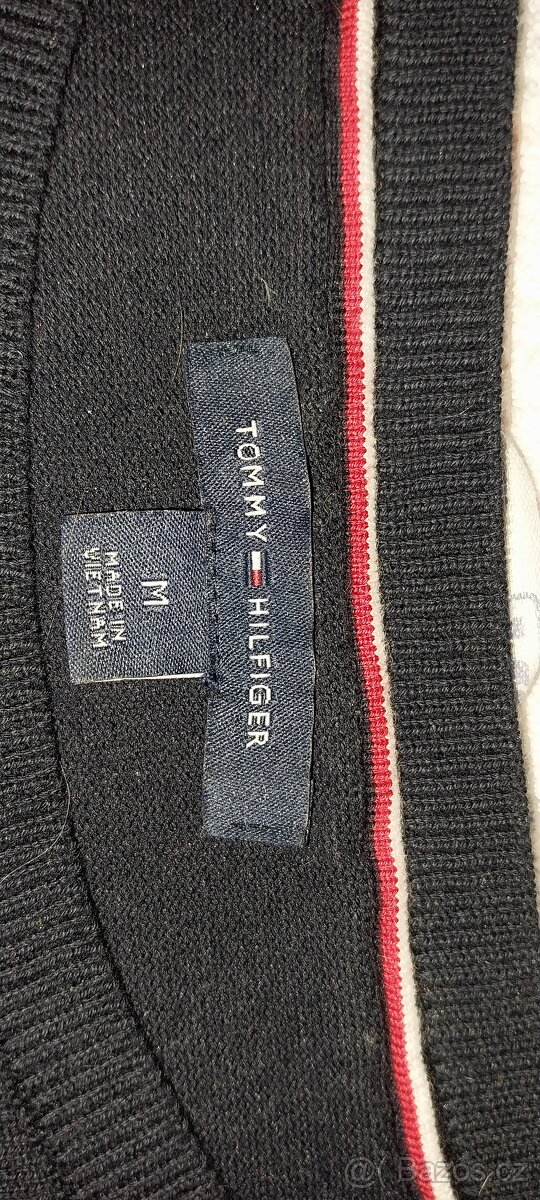 TOMMY HILFIGER
M
MADE IN
VIETNAM
@ Bazos.cz